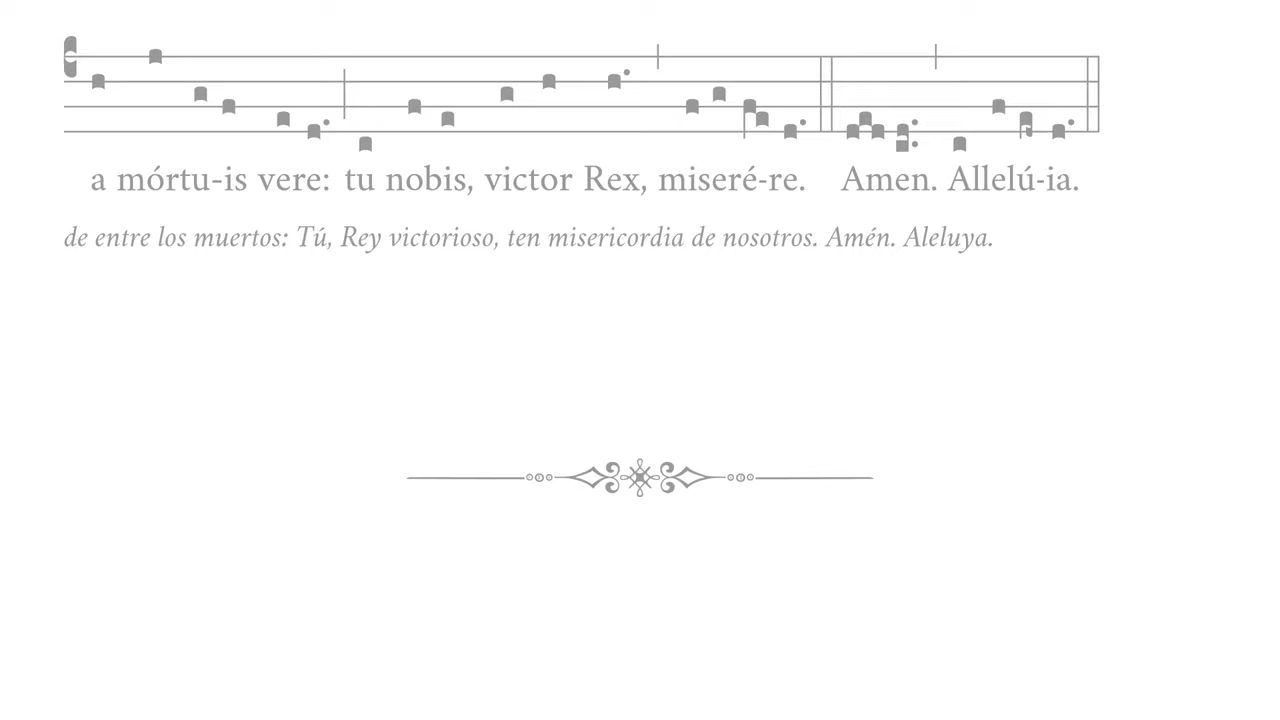 a mórtu-is vere: tu nobis, victor Rex, miseré-re. Amen. Allelú-ia.
de entre los muertos: Tú, Rey victorioso, ten misericordia de nosotros. Amén. Aleluya.